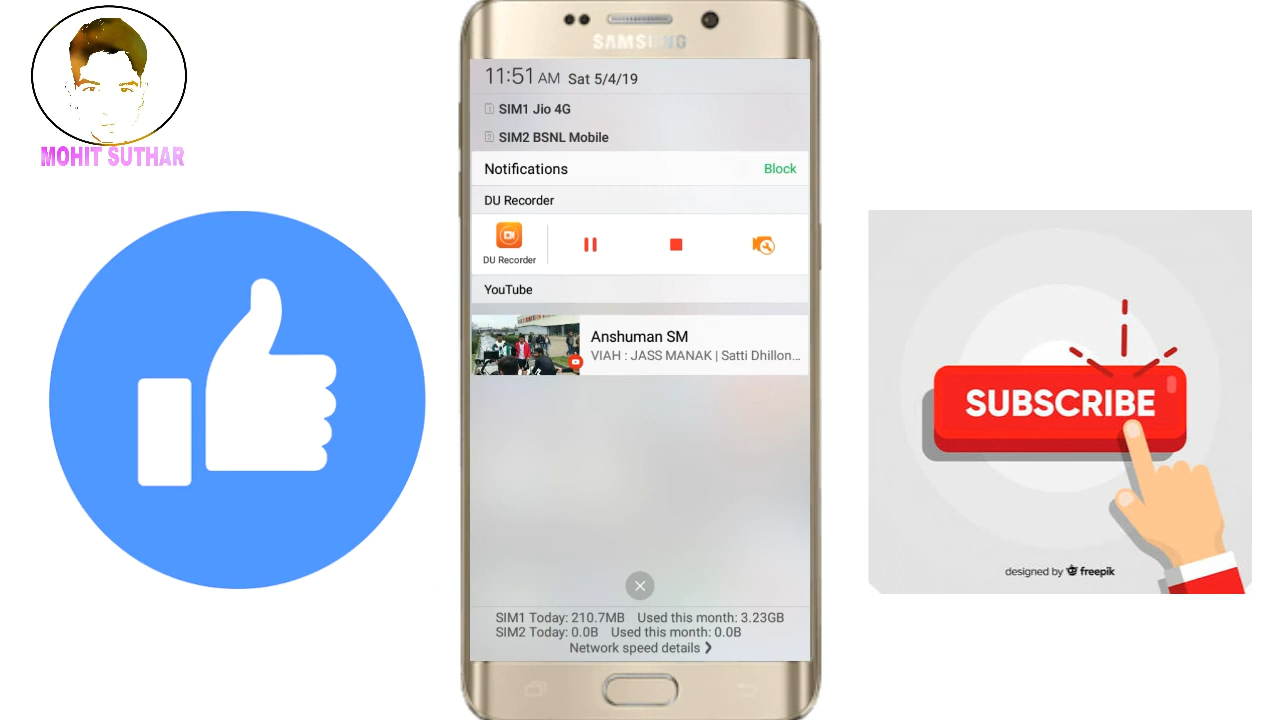 MOHIT SUTHAR
SAMSUNG
11:51 AM Sat 5/4/19
SIM1 Jio 4G
SIM2 BSNL Mobile
Notifications Block
DU Recorder
DU Recorder
YouTube
Anshuman SM
VIAH : JASS MANAK | Satti Dhillon...
SIM1 Today: 210.7MB Used this month: 3.23GB
SIM2 Today: 0.0B Used this month: 0.0B
Network speed details ❯
SUBSCRIBE
designed by freepik